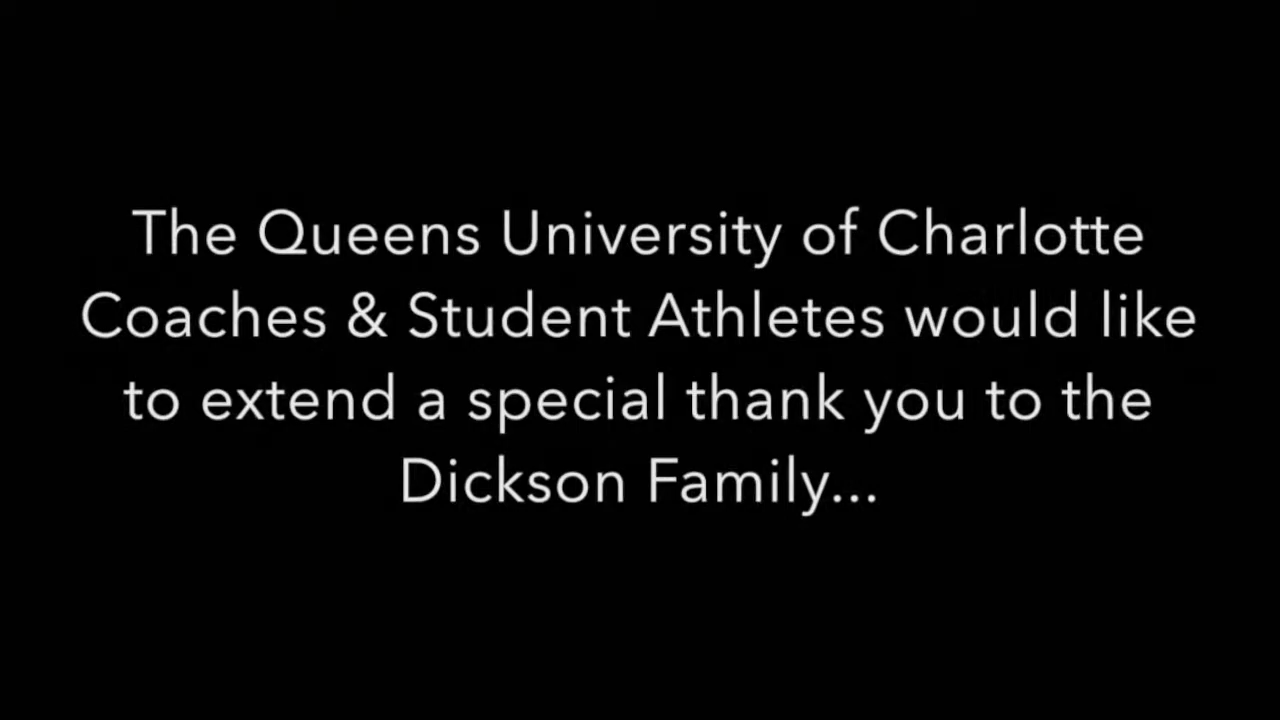 The Queens University of Charlotte
Coaches & Student Athletes would like
to extend a special thank you to the
Dickson Family...